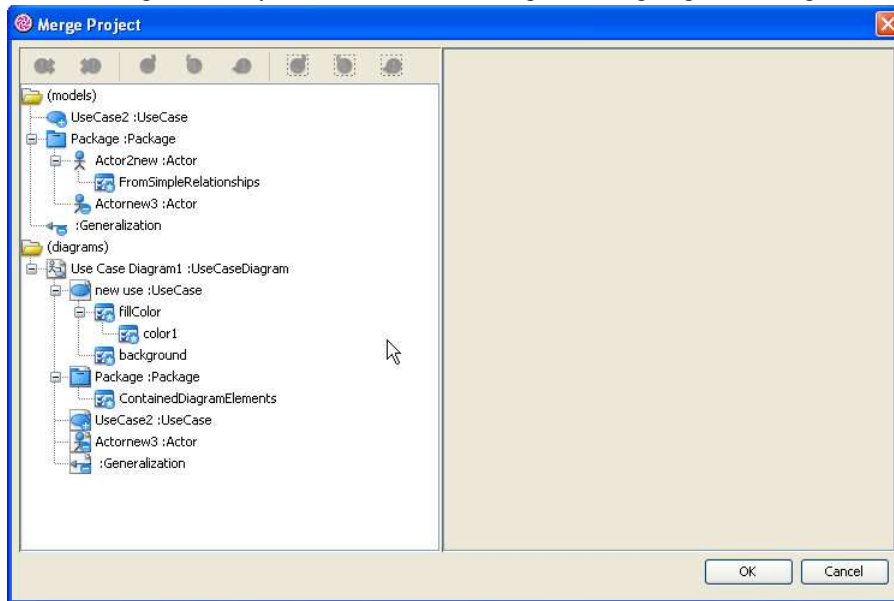 Merge Project
(models)
UseCase2 :UseCase
Package :Package
Actor2new :Actor
FromSimpleRelationships
Actornew3 :Actor
:Generalization
(diagrams)
Use Case Diagram1 :UseCaseDiagram
new use :UseCase
fillColor
color1
background
Package :Package
ContainedDiagramElements
UseCase2 :UseCase
Actornew3 :Actor
:Generalization
OK Cancel